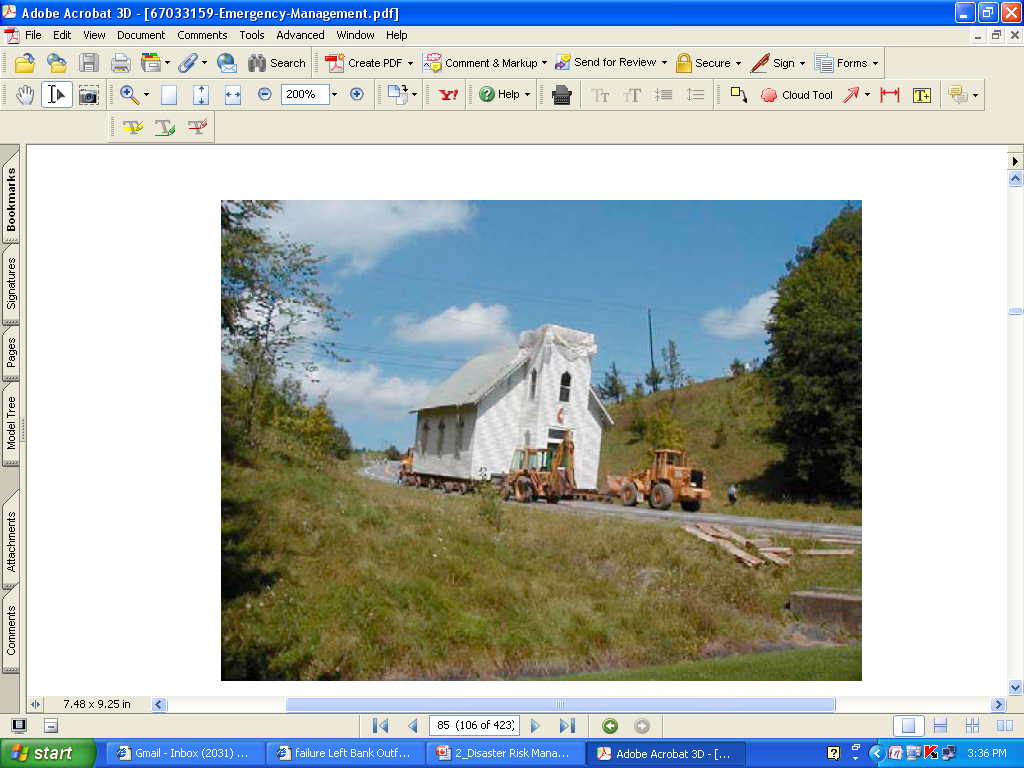 Adobe Acrobat 3D - [67033159-Emergency-Management.pdf]
File Edit View Document Comments Tools Advanced Window Help
Search Create PDF Comment & Markup Send for Review Secure Sign Forms
200% Y! Help Cloud Tool
Bookmarks
Signatures
Pages
Model Tree
Attachments
Comments
7.48 x 9.25 in
85 (106 of 423)
start Gmail - Inbox (2031) ... failure Left Bank Outf... 2_Disaster Risk Mana... Adobe Acrobat 3D - [... 3:36 PM